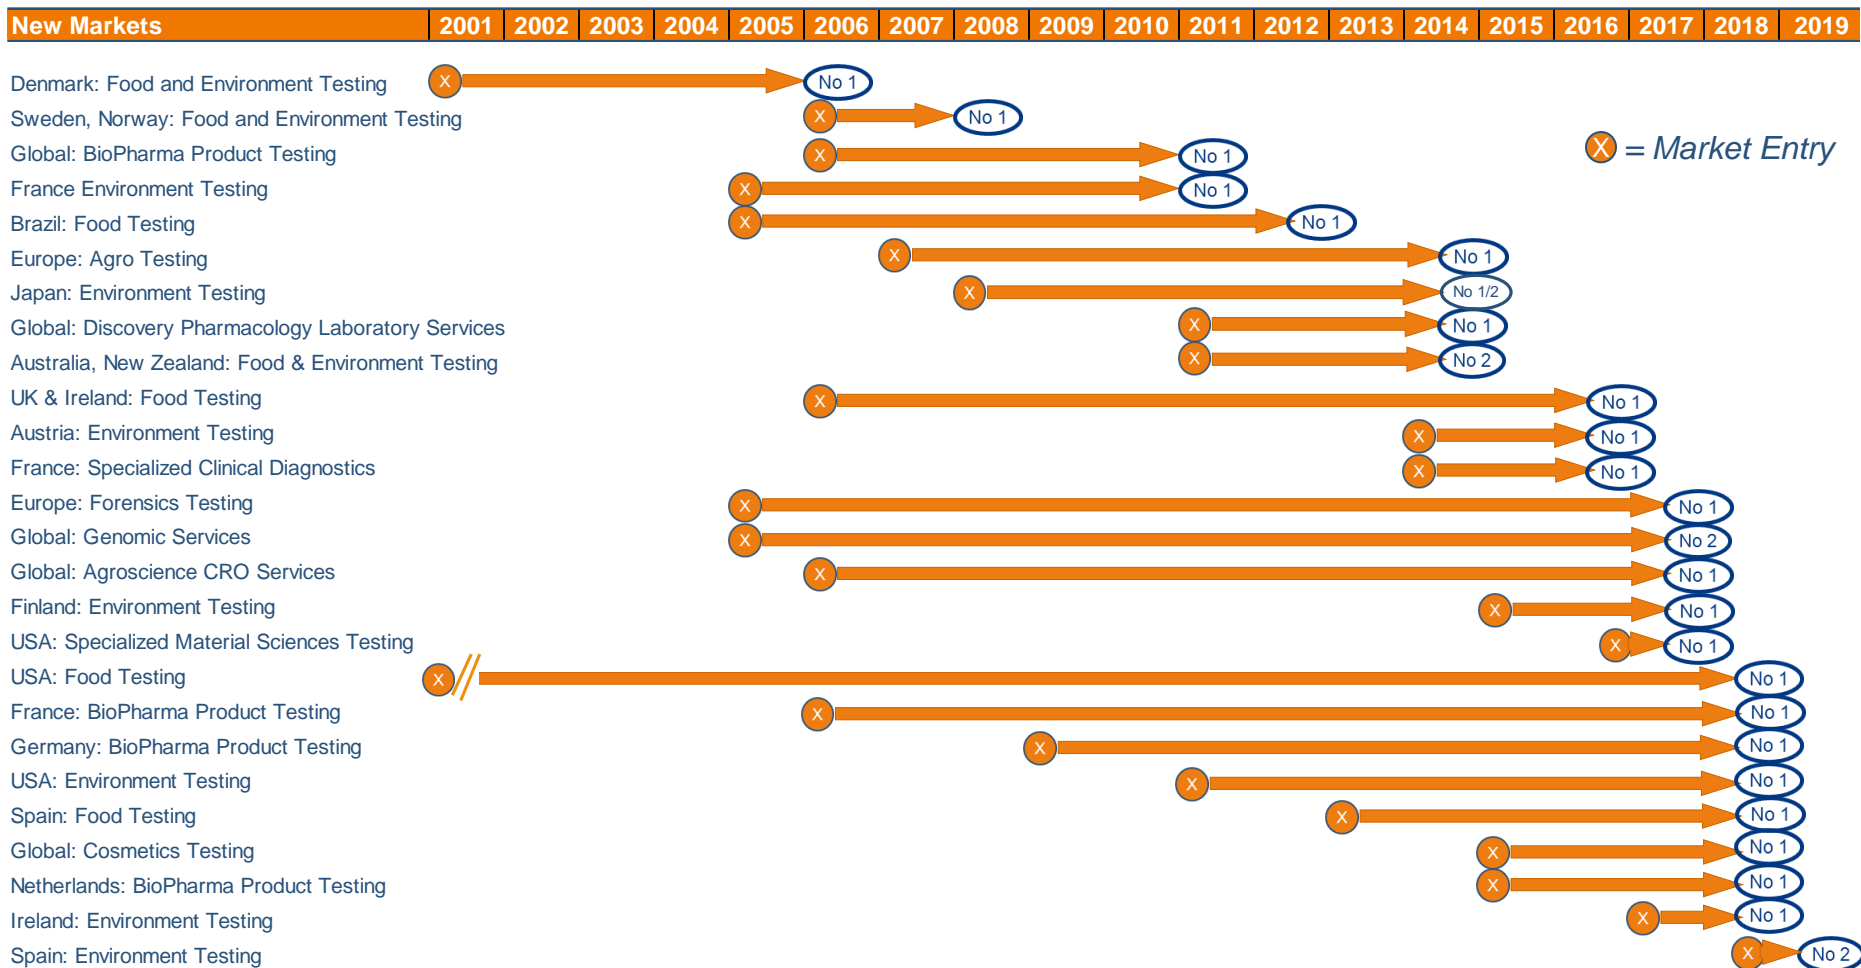 New Markets 2001 2002 2003 2004 2005 2006 2007 2008 2009 2010 2011 2012 2013 2014 2015 2016 2017 2018 2019
Denmark: Food and Environment Testing X No 1
Sweden, Norway: Food and Environment Testing X No 1
X = Market Entry
Global: BioPharma Product Testing X No 1
France Environment Testing X No 1
Brazil: Food Testing X No 1
Europe: Agro Testing X No 1
Japan: Environment Testing X No 1/2
Global: Discovery Pharmacology Laboratory Services X No 1
Australia, New Zealand: Food & Environment Testing X No 2
UK & Ireland: Food Testing X No 1
Austria: Environment Testing X No 1
France: Specialized Clinical Diagnostics X No 1
Europe: Forensics Testing X No 1
Global: Genomic Services X No 2
Global: Agroscience CRO Services X No 1
Finland: Environment Testing X No 1
USA: Specialized Material Sciences Testing X No 1
USA: Food Testing X No 1
France: BioPharma Product Testing X No 1
Germany: BioPharma Product Testing X No 1
USA: Environment Testing X No 1
Spain: Food Testing X No 1
Global: Cosmetics Testing X No 1
Netherlands: BioPharma Product Testing X No 1
Ireland: Environment Testing X No 1
Spain: Environment Testing X No 2